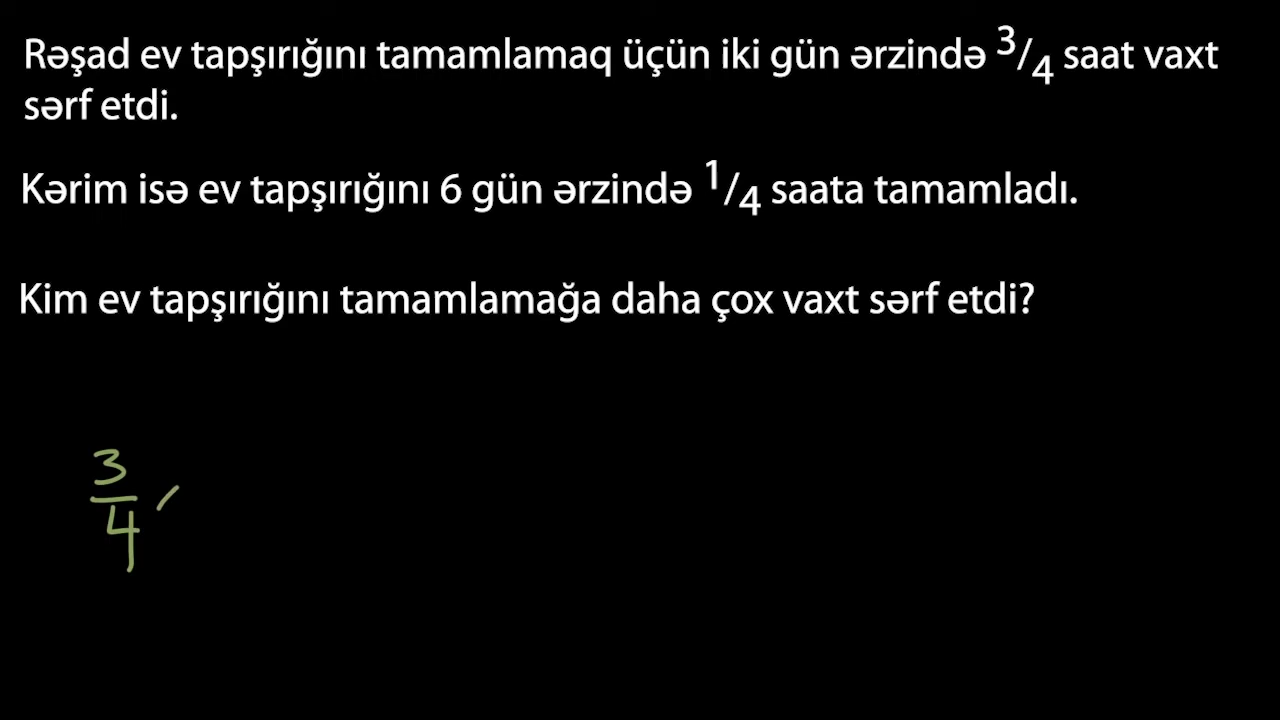 Rəşad ev tapşırığını tamamlamaq üçün iki gün ərzində 3/4 saat vaxt
sərf etdi.
Kərim isə ev tapşırığını 6 gün ərzində 1/4 saata tamamladı.
Kim ev tapşırığını tamamlamağa daha çox vaxt sərf etdi?
3
4